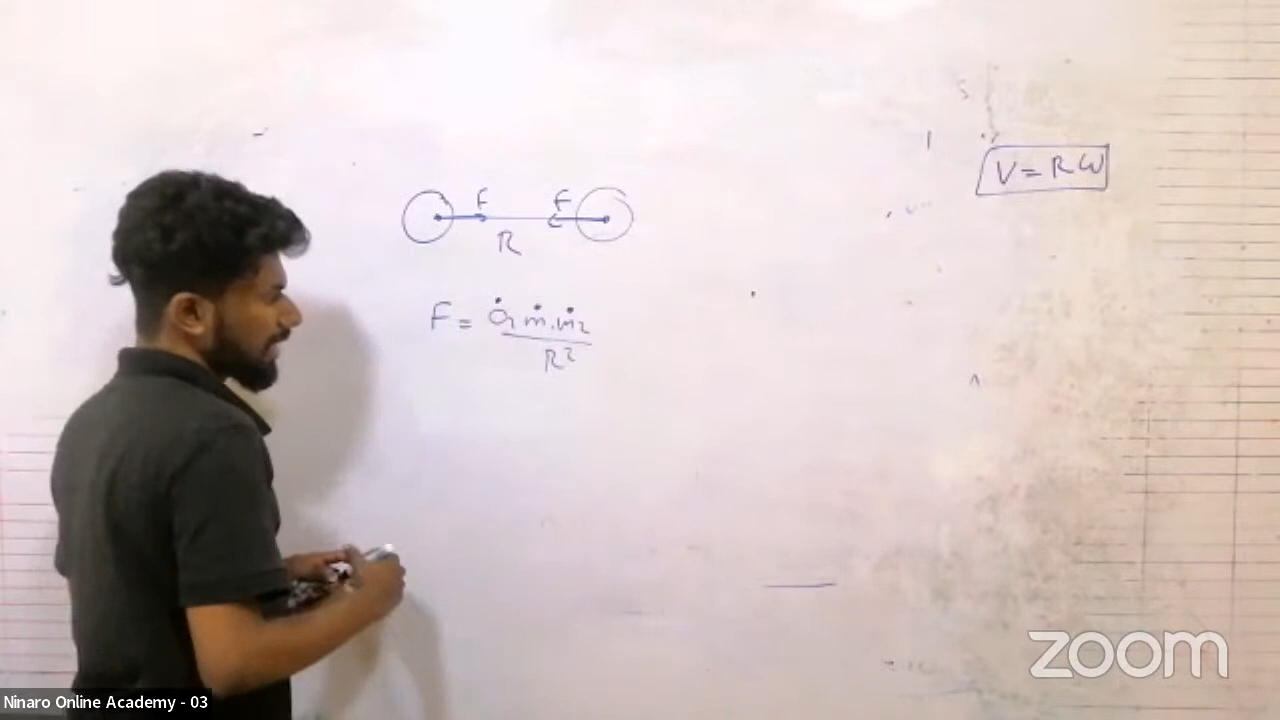 V = RW
F F
R
F = G m1.m2
R2
zoom
Ninaro Online Academy - 03